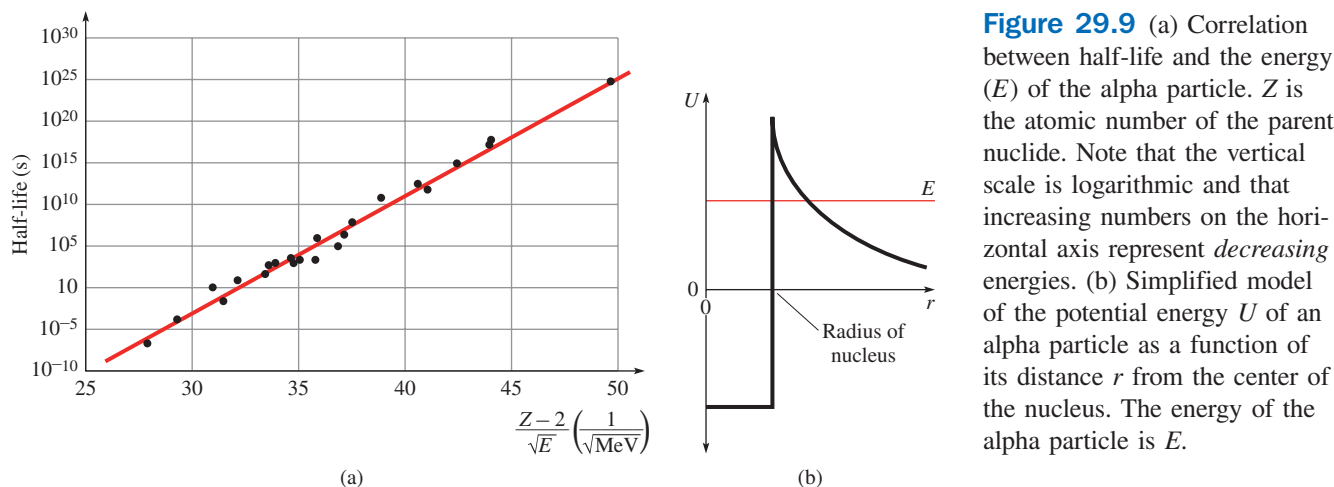 10^30
10^25
10^20
10^15
10^10
10^5
10
10^−5
10^−10
Half-life (s)
25 30 35 40 45 50
Z − 2 / √E (1 / √MeV)
(a)
U
E
0
0
r
Radius of
nucleus
(b)
Figure 29.9 (a) Correlation
between half-life and the energy
(E) of the alpha particle. Z is
the atomic number of the parent
nuclide. Note that the vertical
scale is logarithmic and that
increasing numbers on the hori-
zontal axis represent decreasing
energies. (b) Simplified model
of the potential energy U of an
alpha particle as a function of
its distance r from the center of
the nucleus. The energy of the
alpha particle is E.